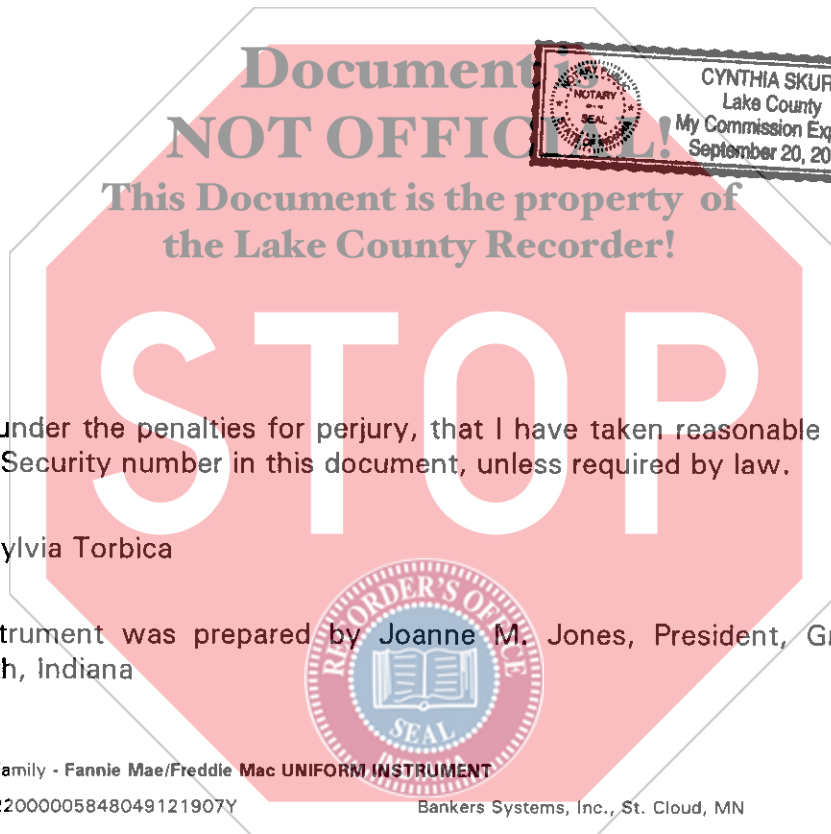 Document is
NOT OFFICIAL!
This Document is the property of
the Lake County Recorder!
NOTARY
SEAL
CYNTHIA SKUR
Lake County
My Commission Exp
September 20, 20
STOP
under the penalties for perjury, that I have taken reasonable
Security number in this document, unless required by law.
ylvia Torbica
trument was prepared by Joanne M. Jones, President, Gr
h, Indiana
RECORDER'S OFFICE
SEAL
INDIANA
amily - Fannie Mae/Freddie Mac UNIFORM INSTRUMENT
20000005848049121907Y
Bankers Systems, Inc., St. Cloud, MN